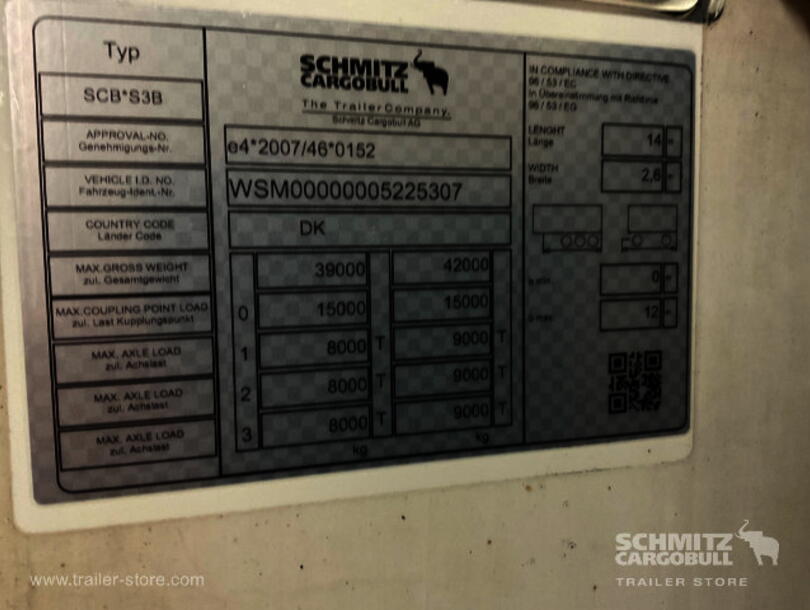 Typ
SCB*S3B
APPROVAL-NO.
Genehmigungs-Nr.
VEHICLE I.D. NO.
Fahrzeug-Ident.-Nr.
COUNTRY CODE
Länder Code
MAX.GROSS WEIGHT
zul. Gesamtgewicht
MAX.COUPLING POINT LOAD
zul. Last Kupplungspunkt
MAX. AXLE LOAD
zul. Achslast
MAX. AXLE LOAD
zul. Achslast
MAX. AXLE LOAD
zul. Achslast
SCHMITZ
CARGOBULL
The Trailer Company.
Schmitz Cargobull AG
e4*2007/46*0152
WSM00000005225307
DK
39000 42000
0 15000 15000
1 8000 T 9000 T
2 8000 T 9000 T
3 8000 T 9000 T
kg kg
IN COMPLIANCE WITH DIRECTIVE
96 / 53 / EC
In Übereinstimmung mit Richtlinie
96 / 53 / EG
LENGHT
Länge
14 m
WIDTH
Breite
2,6 m
a min. 0 m
a max. 12 m
www.trailer-store.com
SCHMITZ
CARGOBULL
TRAILER STORE